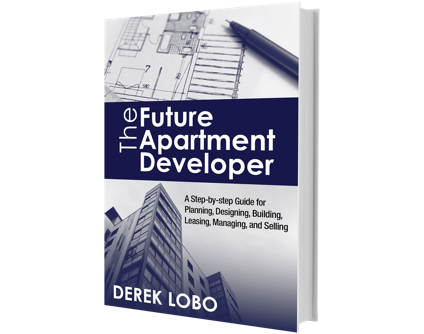 The Future
Apartment
Developer
A Step-by-step Guide for
Planning, Designing, Building,
Leasing, Managing, and Selling
DEREK LOBO